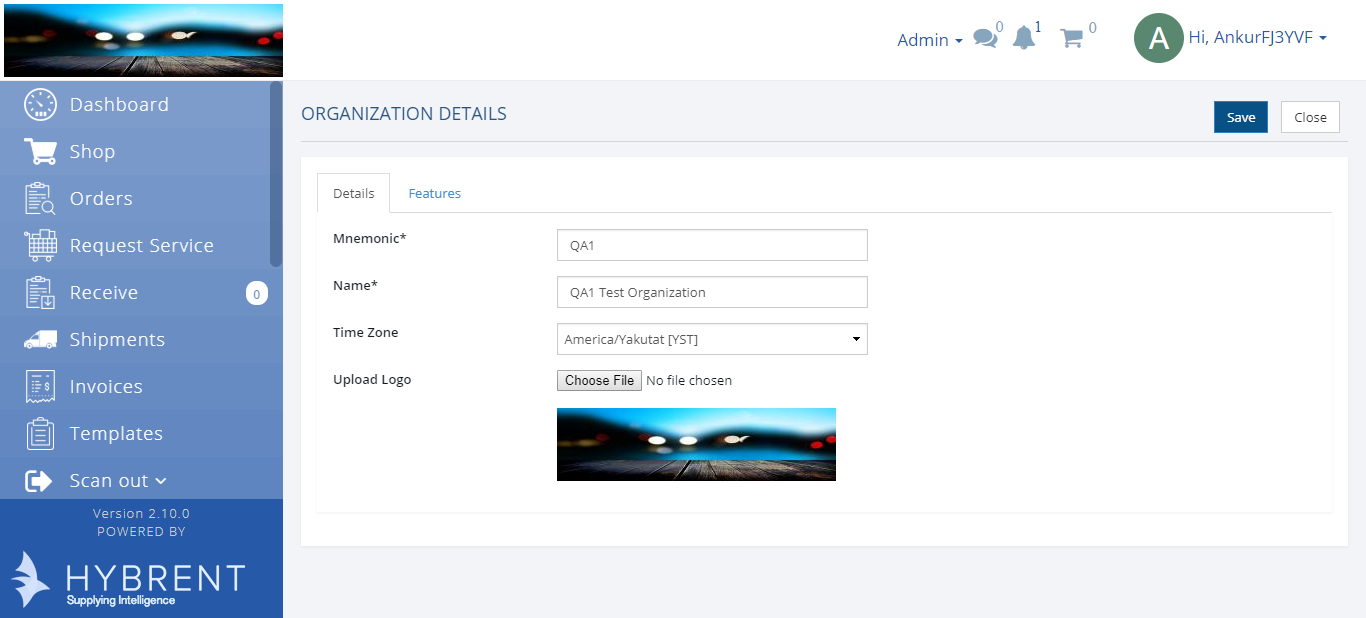 Admin 0 1 0 A Hi, AnkurFJ3YVF
Dashboard
Shop
Orders
Request Service
Receive 0
Shipments
Invoices
Templates
Scan out
Version 2.10.0
POWERED BY
HYBRENT
Supplying Intelligence
ORGANIZATION DETAILS
Save Close
Details Features
Mnemonic* QA1
Name* QA1 Test Organization
Time Zone America/Yakutat [YST]
Upload Logo Choose File No file chosen